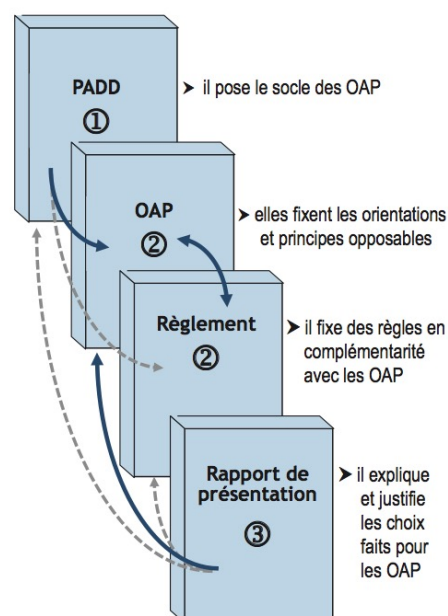 PADD
①
➤ il pose le socle des OAP
OAP
②
➤ elles fixent les orientations
et principes opposables
Règlement
②
➤ il fixe des règles en
complémentarité
avec les OAP
Rapport de
présentation
③
➤ il explique
et justifie
les choix
faits pour
les OAP